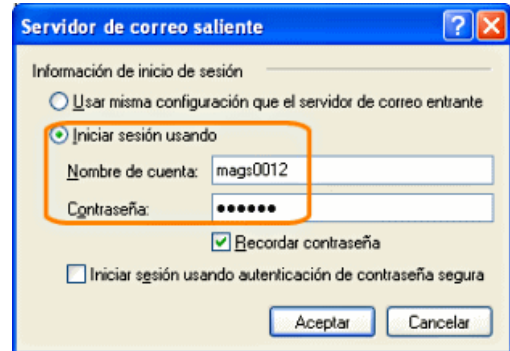 Servidor de correo saliente
Información de inicio de sesión
Usar misma configuración que el servidor de correo entrante
Iniciar sesión usando
Nombre de cuenta: mags0012
Contraseña: ●●●●●●
Recordar contraseña
Iniciar sesión usando autenticación de contraseña segura
Aceptar Cancelar